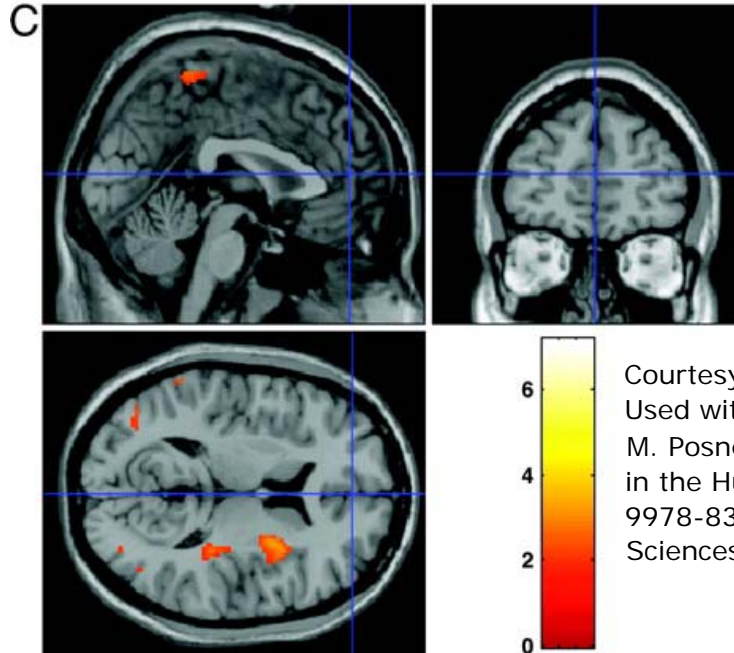 C
6
4
2
0
Courtesy
Used wit
M. Posne
in the Hu
9978-83
Sciences